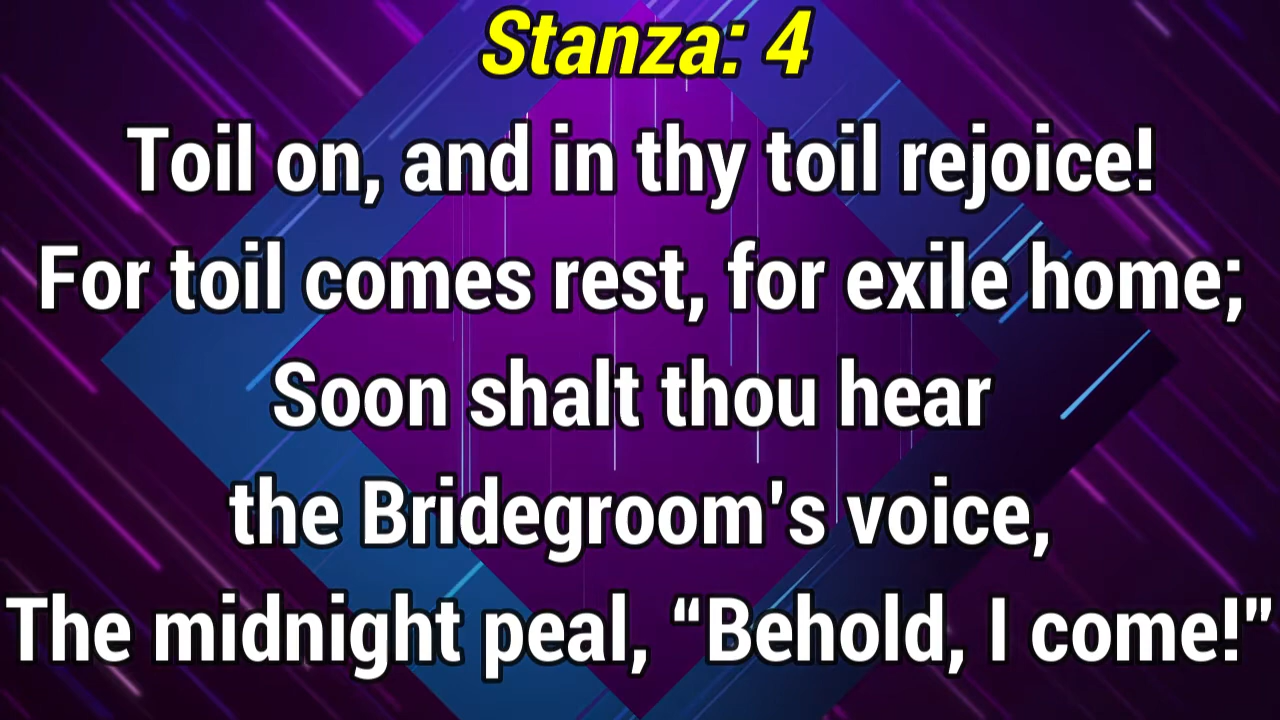 Stanza: 4
Toil on, and in thy toil rejoice!
For toil comes rest, for exile home;
Soon shalt thou hear
the Bridegroom's voice,
The midnight peal, “Behold, I come!”